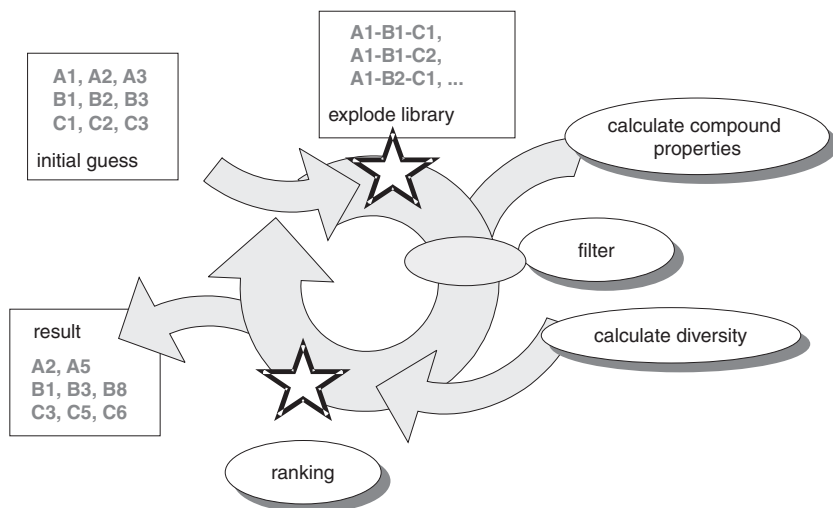 A1-B1-C1,
A1-B1-C2,
A1-B2-C1, ...
explode library
A1, A2, A3
B1, B2, B3
C1, C2, C3
initial guess
calculate compound
properties
filter
calculate diversity
result
A2, A5
B1, B3, B8
C3, C5, C6
ranking